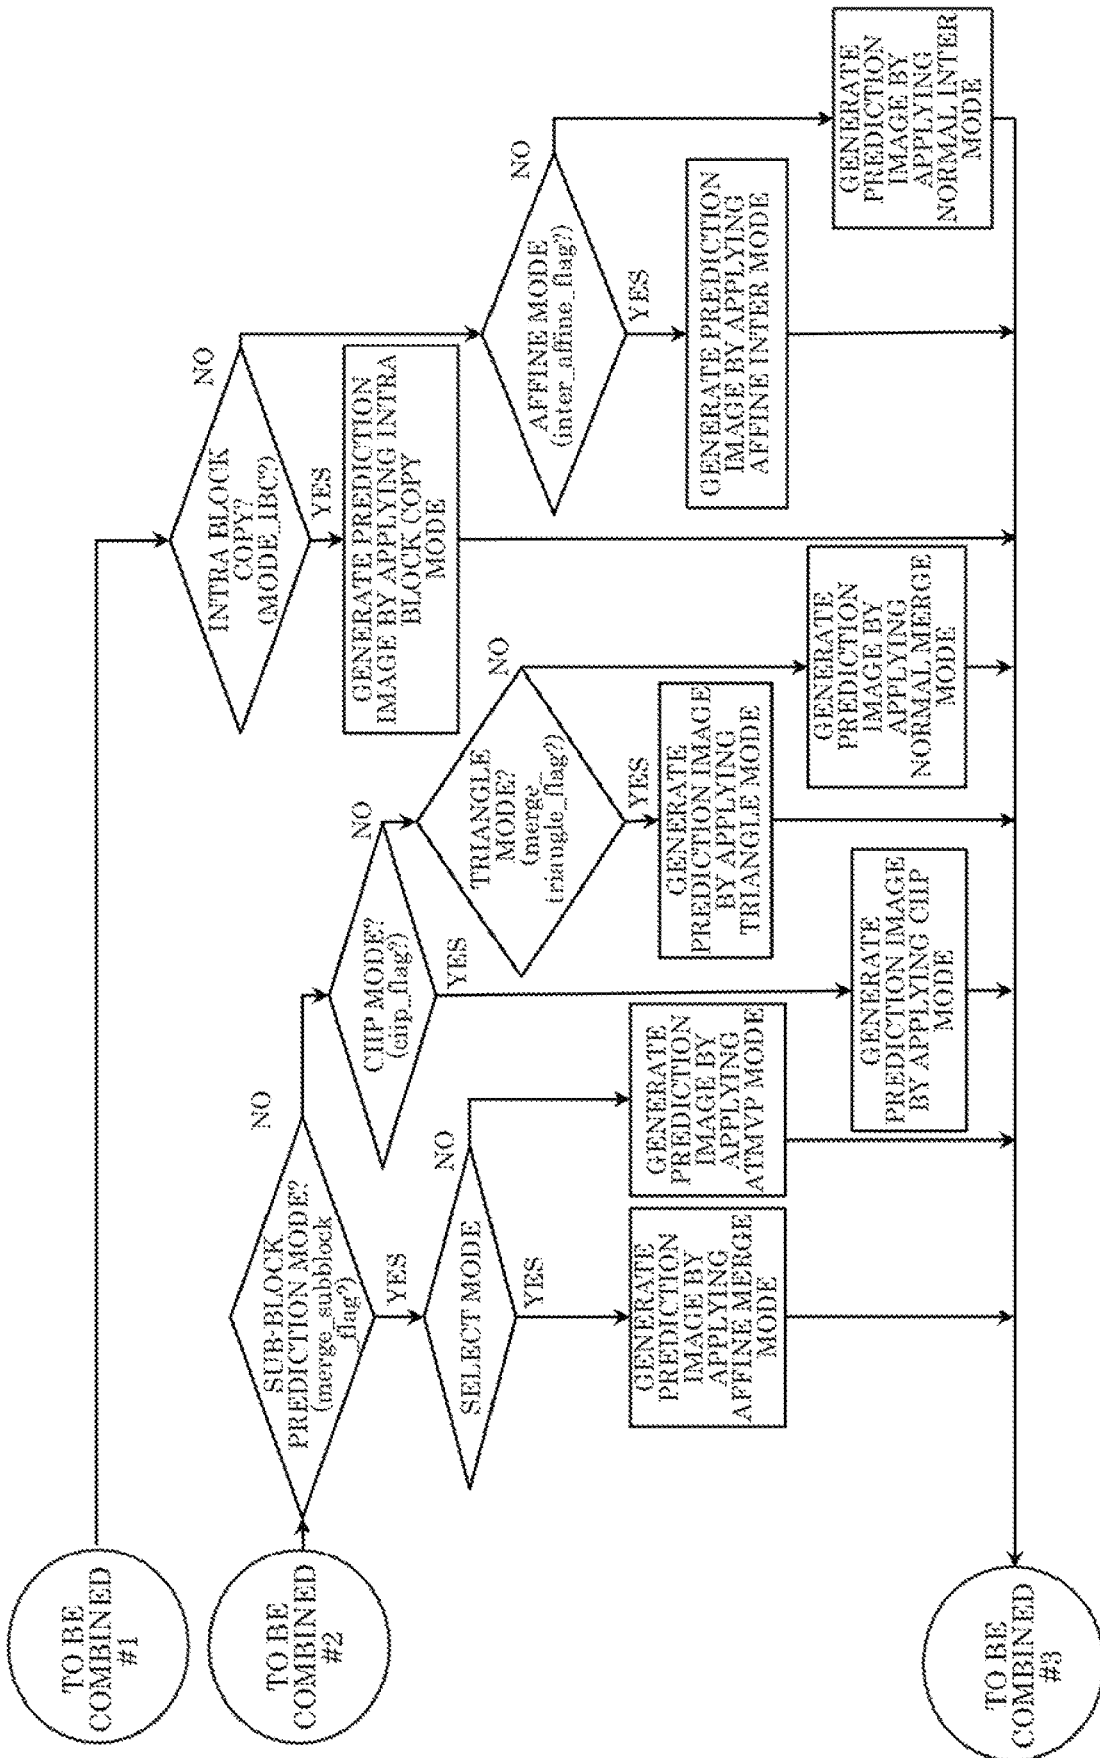 TO BE
COMBINED
#1
TO BE
COMBINED
#2
SUB-BLOCK
PREDICTION MODE?
(merge_subblock
_flag?)
YES
NO
SELECT MODE
YES
NO
GENERATE
PREDICTION
IMAGE BY
APPLYING
AFFINE MERGE
MODE
GENERATE
PREDICTION
IMAGE BY
APPLYING
ATMVP MODE
CIIP MODE?
(ciip_flag?)
YES
NO
GENERATE
PREDICTION IMAGE
BY APPLYING CIIP
MODE
TRIANGLE
MODE?
(merge_
triangle_flag?)
YES
NO
GENERATE
PREDICTION IMAGE
BY APPLYING
TRIANGLE MODE
GENERATE
PREDICTION
IMAGE BY
APPLYING
NORMAL MERGE
MODE
INTRA BLOCK
COPY?
(MODE_IBC?)
YES
NO
GENERATE PREDICTION
IMAGE BY APPLYING INTRA
BLOCK COPY
MODE
AFFINE MODE
(inter_affine_flag?)
YES
NO
GENERATE PREDICTION
IMAGE BY APPLYING
AFFINE INTER MODE
GENERATE
PREDICTION
IMAGE BY
APPLYING
NORMAL INTER
MODE
TO BE
COMBINED
#3